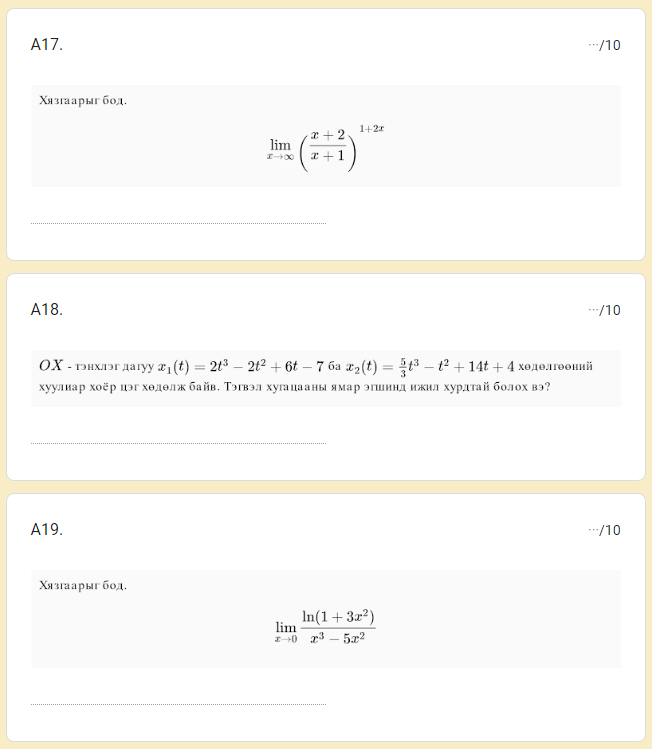 A17.
···/10
Хязгаарыг бод.
\lim_{x \to \infty} \left( \frac{x+2}{x+1} \right)^{1+2x}
A18.
···/10
OX - тэнхлэг дагуу x_1(t) = 2t^3 − 2t^2 + 6t − 7 ба x_2(t) = \frac{5}{3}t^3 − t^2 + 14t + 4 хөдөлгөөний
хуулиар хоёр цэг хөдөлж байв. Тэгвэл хугацааны ямар эгшинд ижил хурдтай болох вэ?
A19.
···/10
Хязгаарыг бод.
\lim_{x \to 0} \frac{\ln(1+3x^2)}{x^3 − 5x^2}